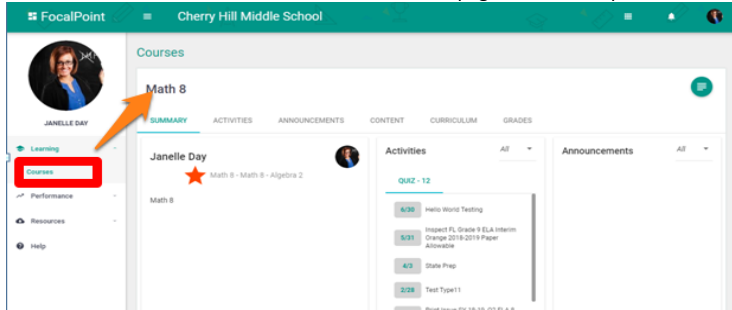 FocalPoint
Cherry Hill Middle School
Courses
Math 8
JANELLE DAY
SUMMARY ACTIVITIES ANNOUNCEMENTS CONTENT CURRICULUM GRADES
Learning
Courses
Performance
Resources
Help
Janelle Day
Math 8 - Math 8 - Algebra 2
Math 8
Activities All
QUIZ - 12
4/30 Hello World Testing
5/31 Inspect FL Grade 9 ELA Interim
Orange 2018-2019 Paper
Allowable
4/3 State Prep
2/28 Test Type11
Announcements All